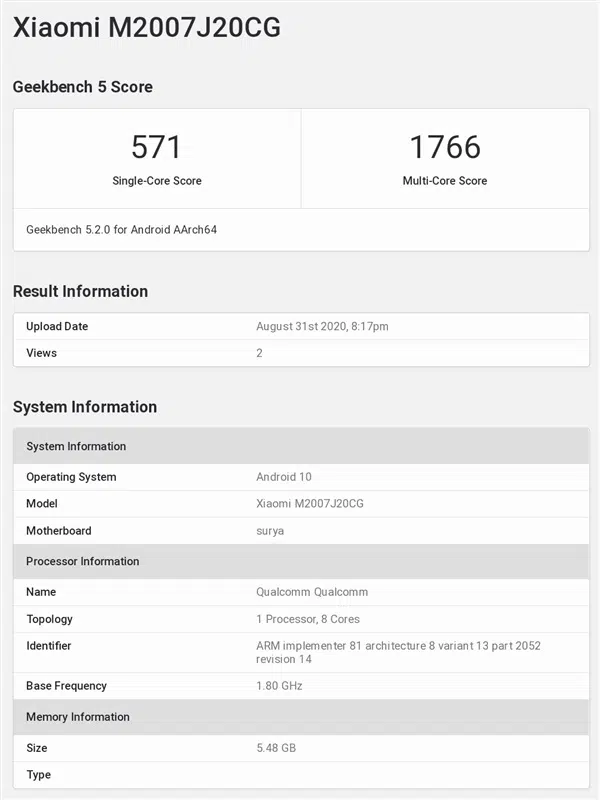 Xiaomi M2007J20CG
Geekbench 5 Score
571
1766
Single-Core Score
Multi-Core Score
Geekbench 5.2.0 for Android AArch64
Result Information
Upload Date August 31st 2020, 8:17pm
Views 2
System Information
System Information
Operating System Android 10
Model Xiaomi M2007J20CG
Motherboard surya
Processor Information
Name Qualcomm Qualcomm
Topology 1 Processor, 8 Cores
Identifier ARM implementer 81 architecture 8 variant 13 part 2052
revision 14
Base Frequency 1.80 GHz
Memory Information
Size 5.48 GB
Type